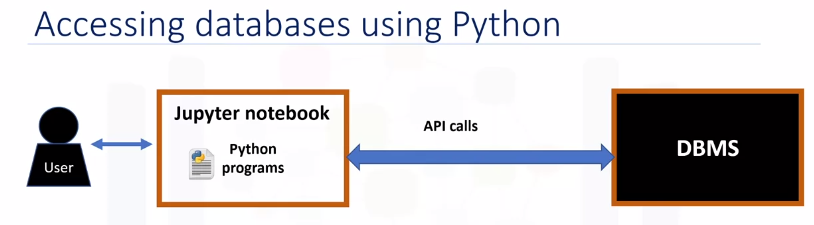 Accessing databases using Python
Jupyter notebook
Python
programs
User
API calls
DBMS